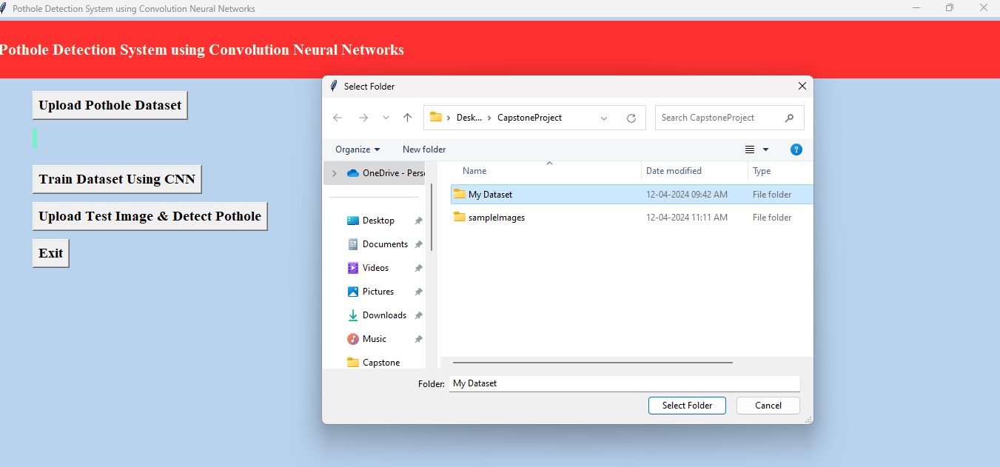 Pothole Detection System using Convolution Neural Networks
Pothole Detection System using Convolution Neural Networks
Upload Pothole Dataset
Train Dataset Using CNN
Upload Test Image & Detect Pothole
Exit
Select Folder
Desk... › CapstoneProject
Search CapstoneProject
Organize New folder
OneDrive - Perso
Desktop
Documents
Videos
Pictures
Downloads
Music
Capstone
Name Date modified Type
My Dataset 12-04-2024 09:42 AM File folder
sampleImages 12-04-2024 11:11 AM File folder
Folder: My Dataset
Select Folder Cancel